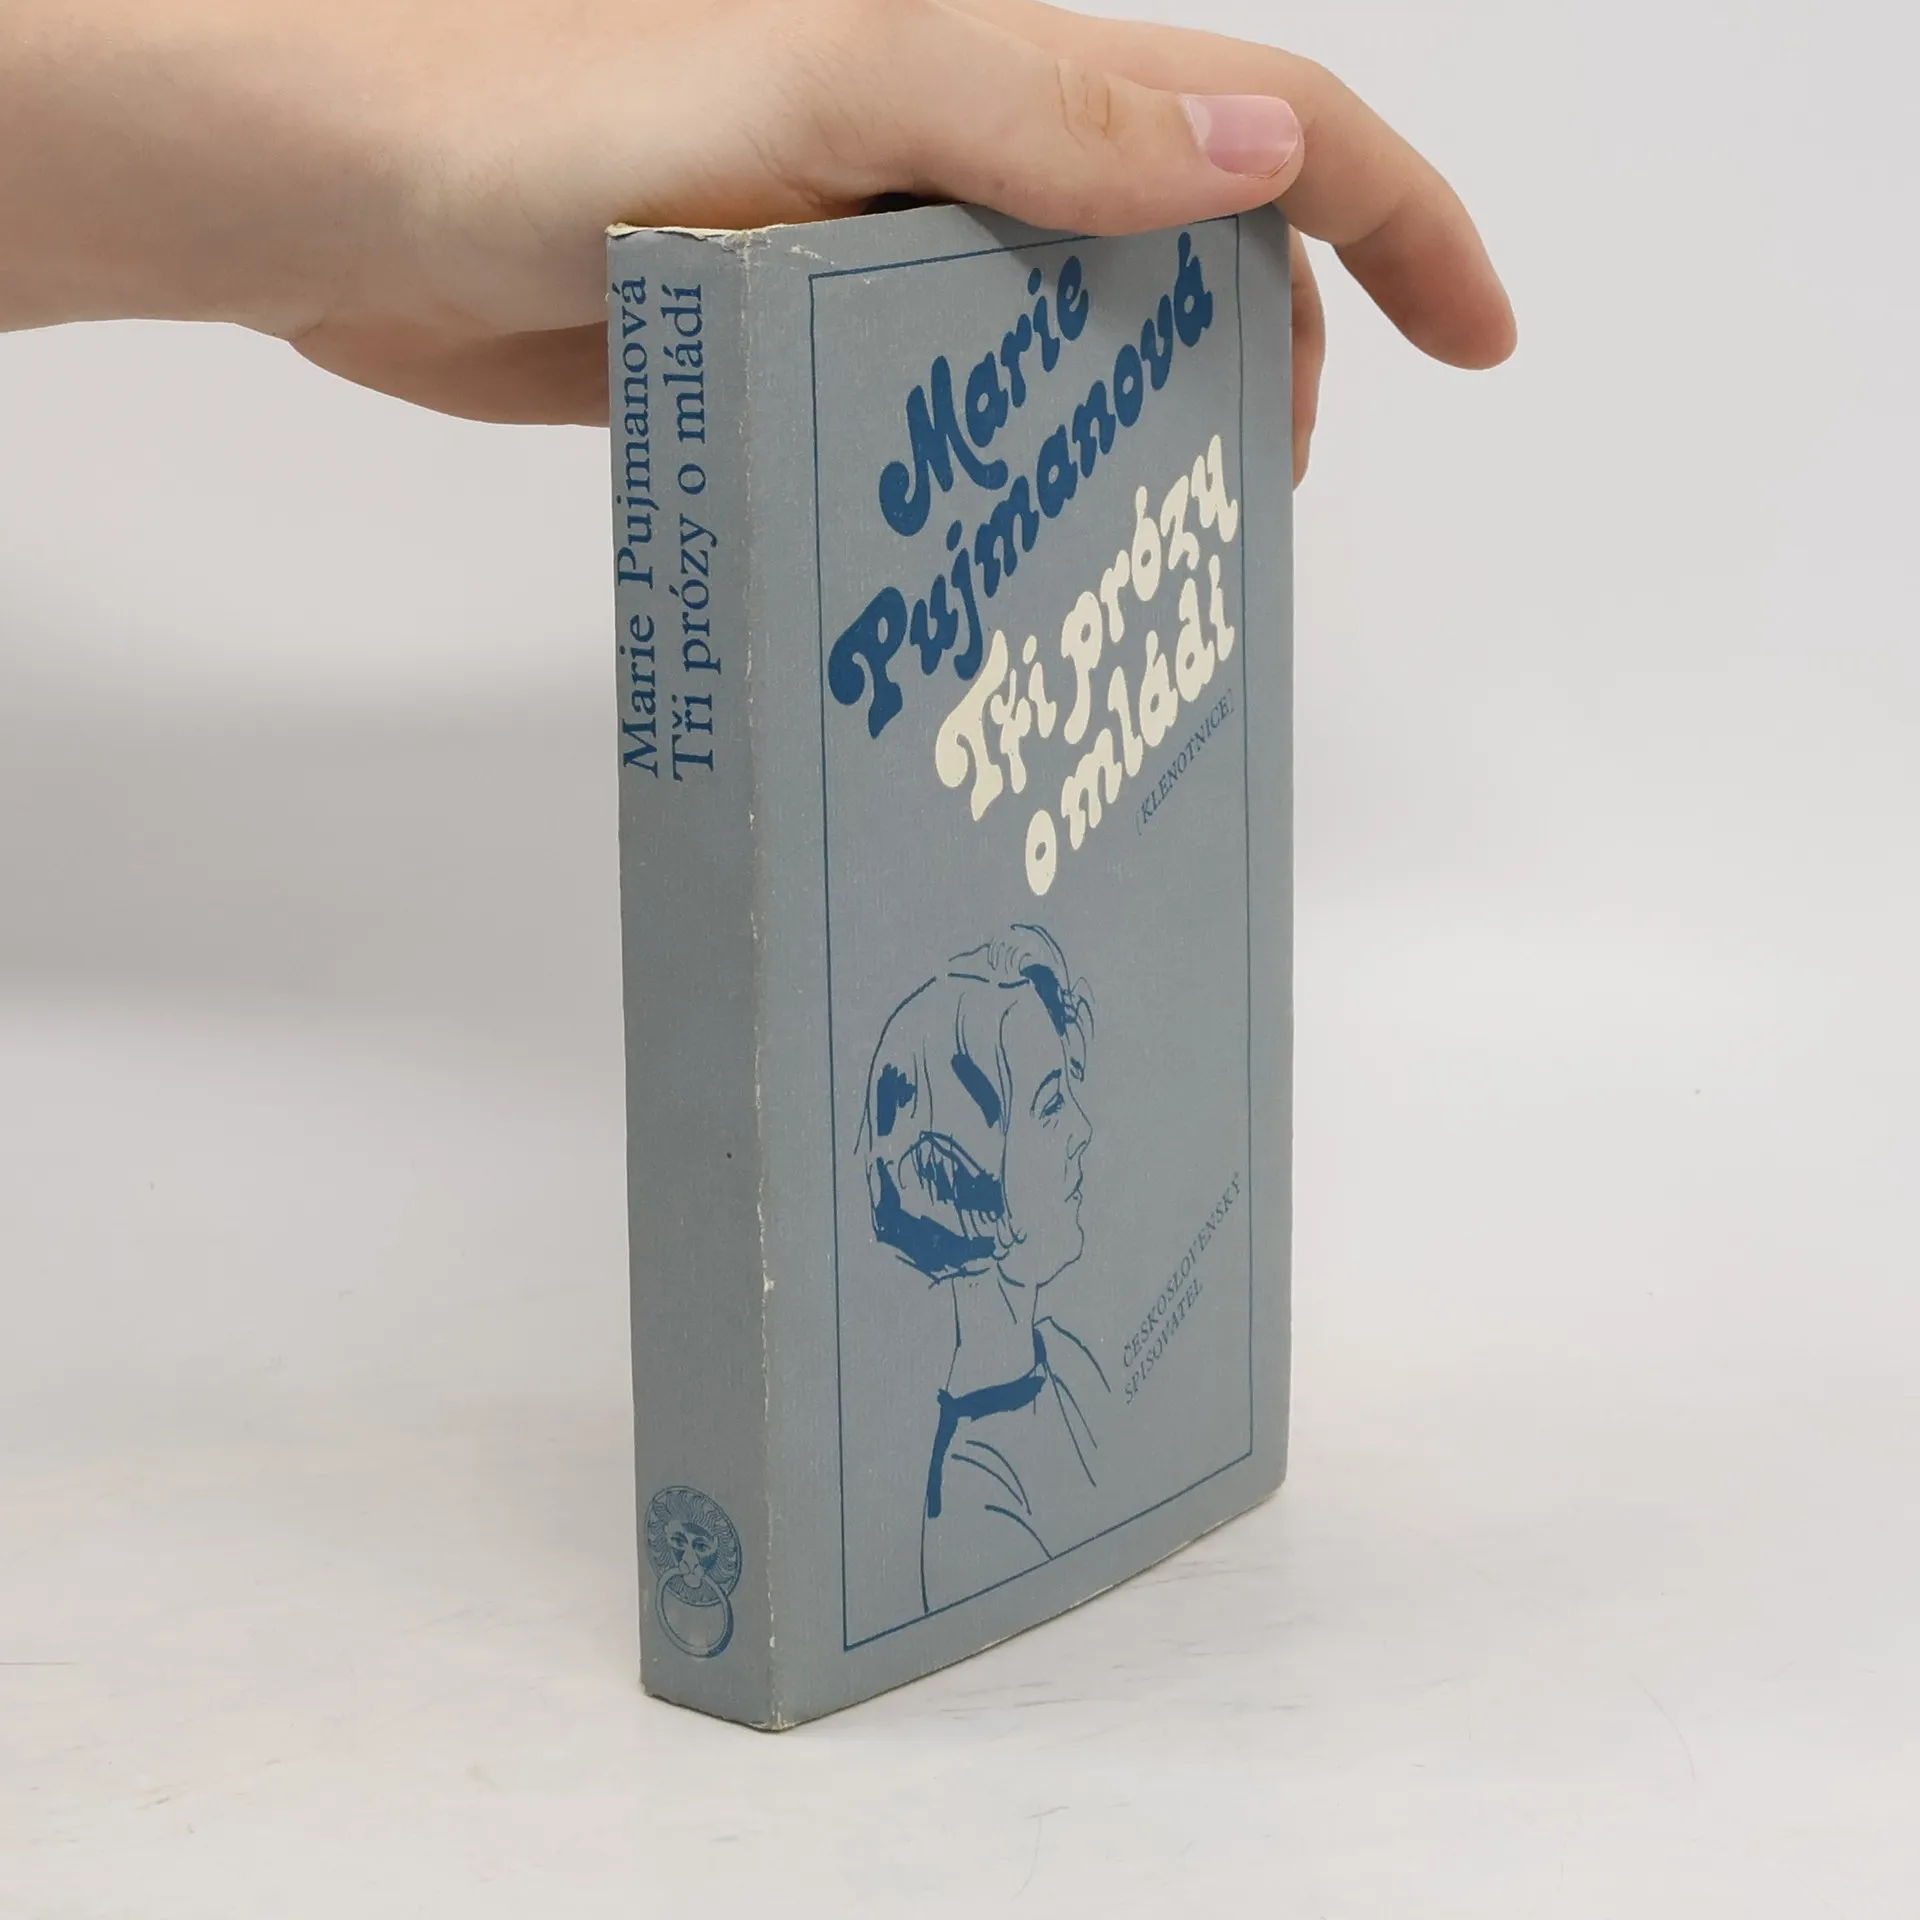 Marie Pujmanová
Tři prózy o mládí
Marie
Pujmanová
Tři prózy
o mládí
[KLENOTNICE]
ČESKOSLOVENSKÝ
SPISOVATEL